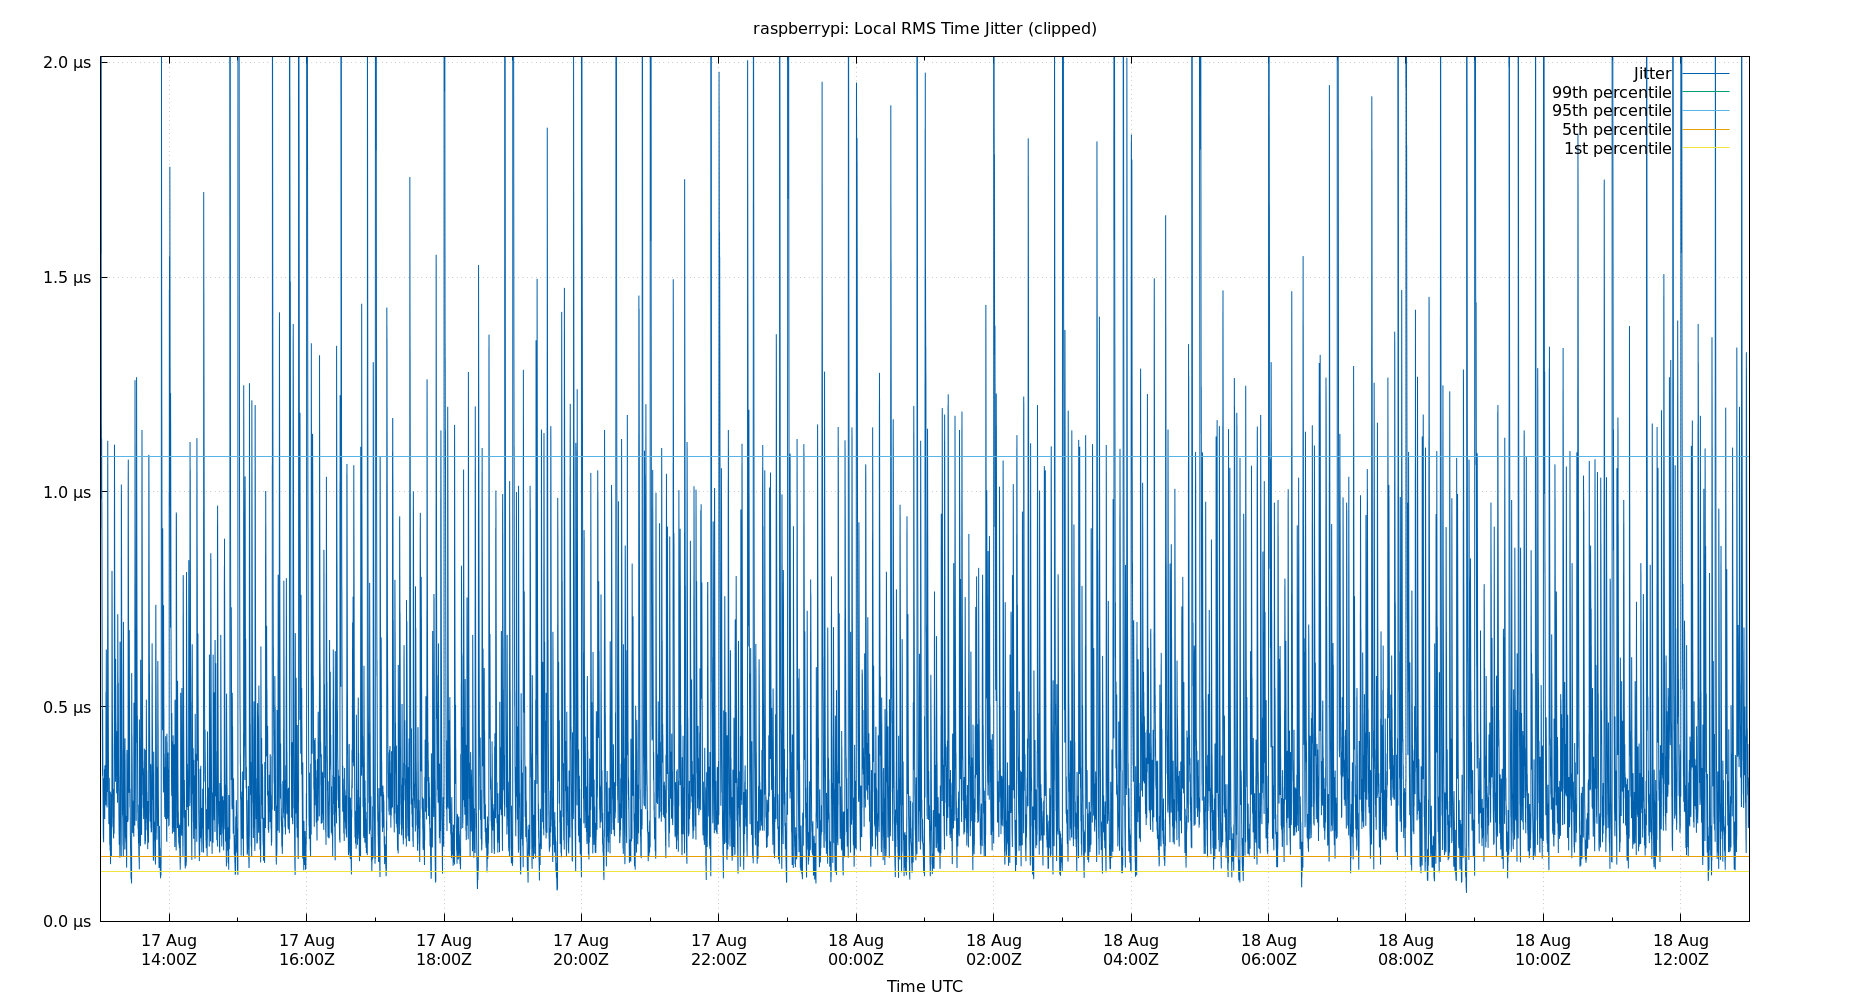 raspberrypi: Local RMS Time Jitter (clipped)
2.0 µs
1.5 µs
1.0 µs
0.5 µs
0.0 µs
Jitter
99th percentile
95th percentile
5th percentile
1st percentile
17 Aug 17 Aug 17 Aug 17 Aug 17 Aug 18 Aug 18 Aug 18 Aug 18 Aug 18 Aug 18 Aug 18 Aug
14:00Z 16:00Z 18:00Z 20:00Z 22:00Z 00:00Z 02:00Z 04:00Z 06:00Z 08:00Z 10:00Z 12:00Z
Time UTC